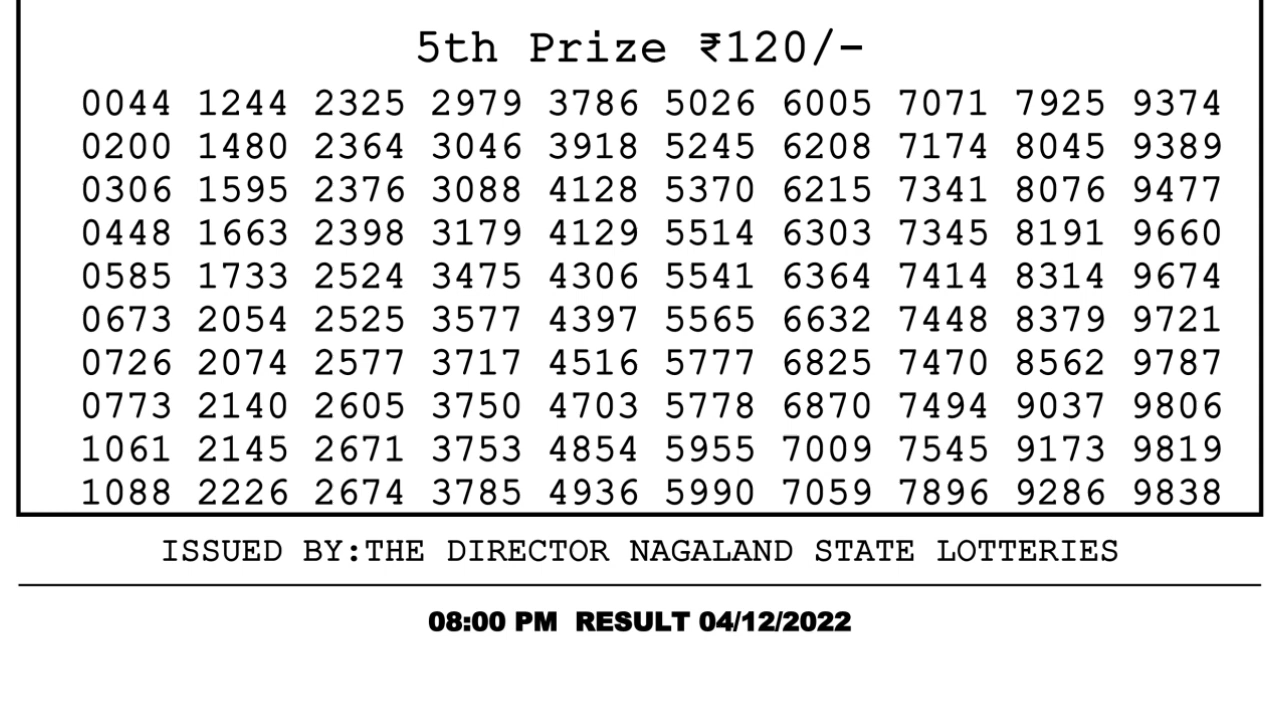 5th Prize ₹120/-
0044 1244 2325 2979 3786 5026 6005 7071 7925 9374
0200 1480 2364 3046 3918 5245 6208 7174 8045 9389
0306 1595 2376 3088 4128 5370 6215 7341 8076 9477
0448 1663 2398 3179 4129 5514 6303 7345 8191 9660
0585 1733 2524 3475 4306 5541 6364 7414 8314 9674
0673 2054 2525 3577 4397 5565 6632 7448 8379 9721
0726 2074 2577 3717 4516 5777 6825 7470 8562 9787
0773 2140 2605 3750 4703 5778 6870 7494 9037 9806
1061 2145 2671 3753 4854 5955 7009 7545 9173 9819
1088 2226 2674 3785 4936 5990 7059 7896 9286 9838
ISSUED BY:THE DIRECTOR NAGALAND STATE LOTTERIES
08:00 PM RESULT 04/12/2022